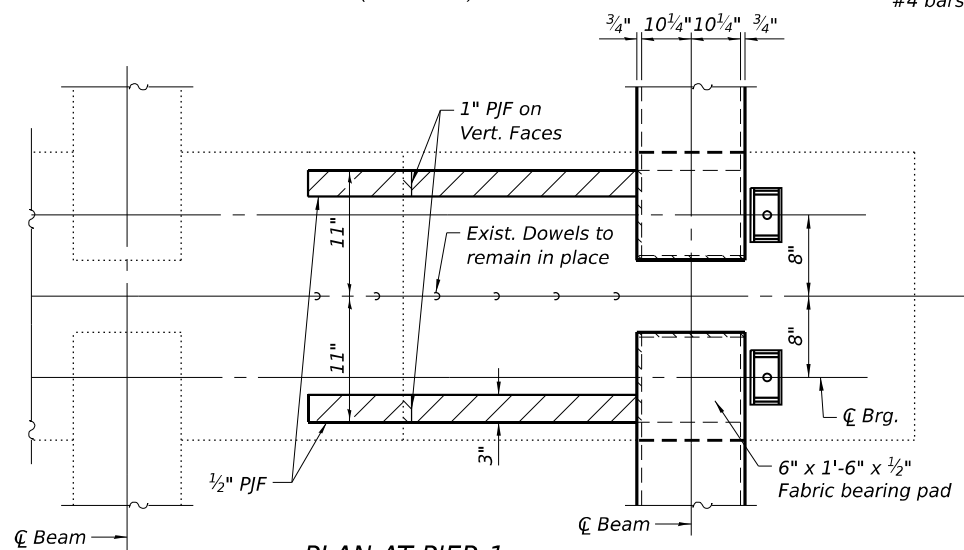 #4 bars
¾" 10¼" 10¼" ¾"
1" PJF on
Vert. Faces
11"
Exist. Dowels to
remain in place
8"
11"
8"
℄ Brg.
3"
½" PJF
6" x 1'-6" x ½"
Fabric bearing pad
℄ Beam
℄ Beam
PLAN AT PIER 1